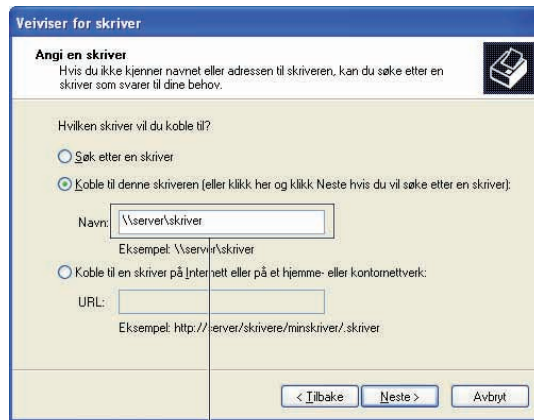 Veiviser for skriver
Angi en skriver
Hvis du ikke kjenner navnet eller adressen til skriveren, kan du søke etter en
skriver som svarer til dine behov.
Hvilken skriver vil du koble til?
Søk etter en skriver
Koble til denne skriveren (eller klikk her og klikk Neste hvis du vil søke etter en skriver):
Navn: \\server\skriver
Eksempel: \\server\skriver
Koble til en skriver på Internett eller på et hjemme- eller kontornettverk:
URL:
Eksempel: http://server/skrivere/minskriver/.skriver
< Tilbake Neste > Avbryt